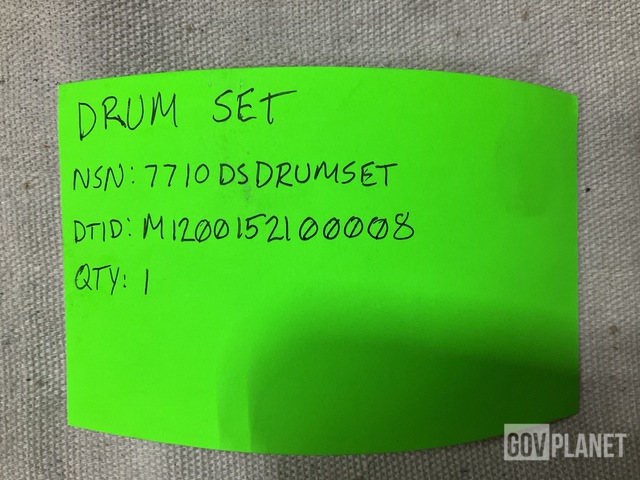 DRUM SET
NSN: 7710DSDRUMSET
DTID: M1200152100008
QTY: 1
GOVPLANET